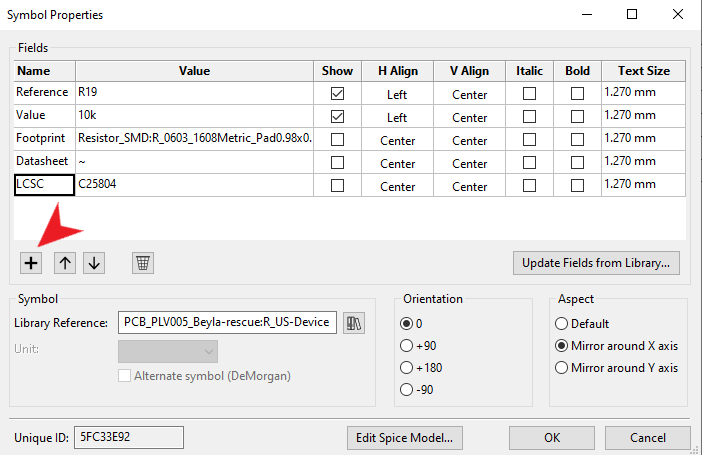 Symbol Properties
Fields
Name Value Show H Align V Align Italic Bold Text Size
Reference R19 Left Center 1.270 mm
Value 10k Left Center 1.270 mm
Footprint Resistor_SMD:R_0603_1608Metric_Pad0.98x0. Center Center 1.270 mm
Datasheet ~ Center Center 1.270 mm
LCSC C25804 Center Center 1.270 mm
Update Fields from Library...
Symbol Orientation Aspect
Library Reference: PCB_PLV005_Beyla-rescue:R_US-Device 0 Default
Unit: +90 Mirror around X axis
Alternate symbol (DeMorgan) +180 Mirror around Y axis
-90
Unique ID: 5FC33E92 Edit Spice Model... OK Cancel